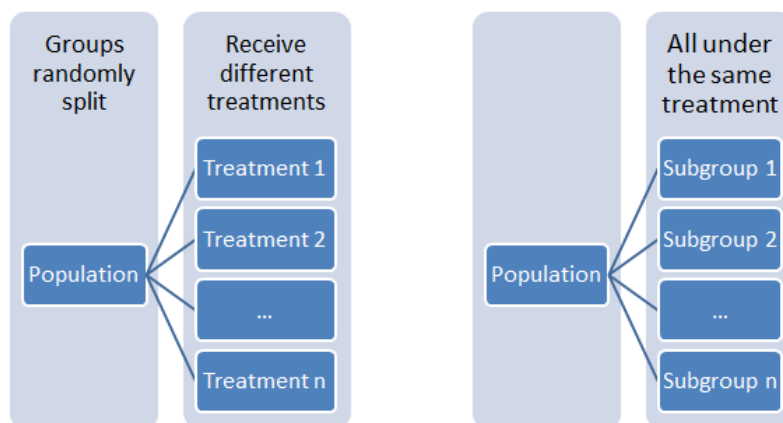 Groups
randomly
split
Receive
different
treatments
Population
Treatment 1
Treatment 2
...
Treatment n
All under
the same
treatment
Population
Subgroup 1
Subgroup 2
...
Subgroup n